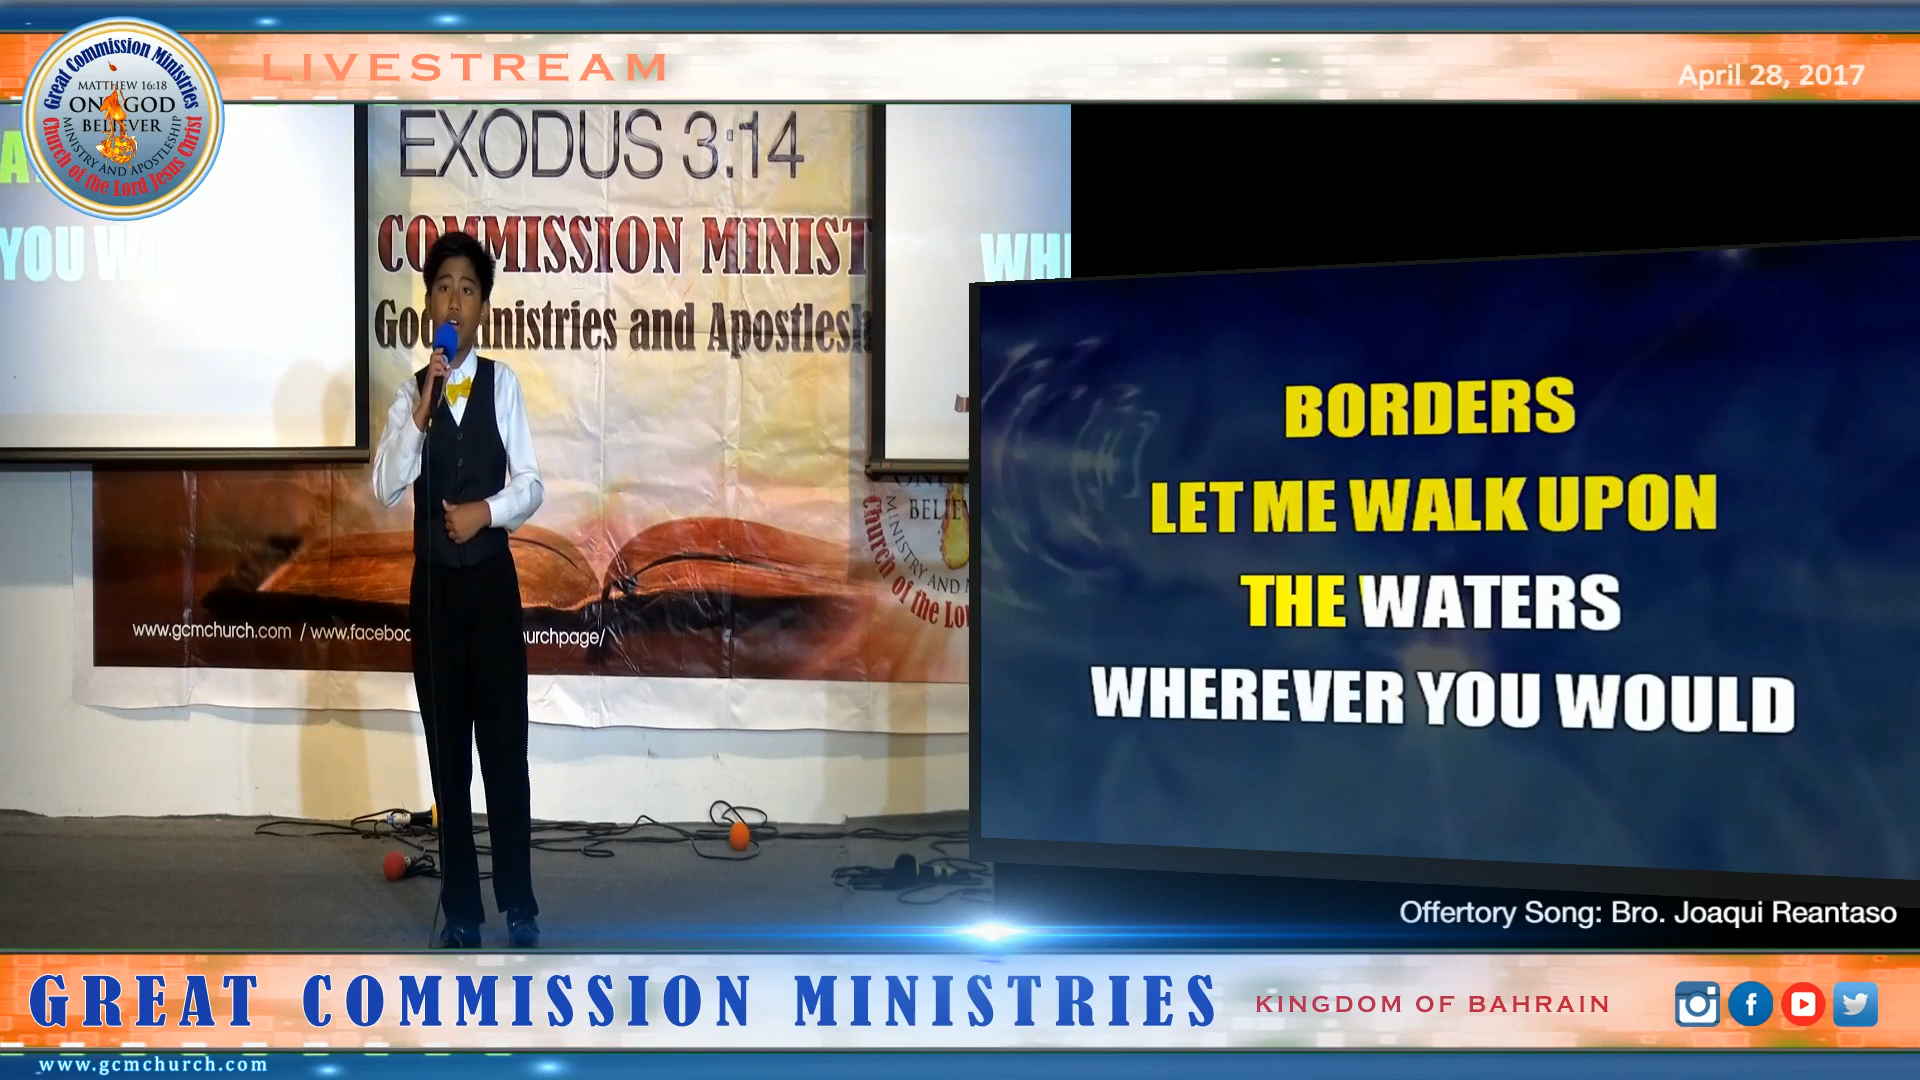 LIVESTREAM
April 28, 2017
Great Commission Ministries
MATTHEW 16:18
ONE GOD
BELIEVER
MINISTRY AND APOSTLESHIP
Church of the Lord Jesus Christ
EXODUS 3:14
COMMISSION MINIST
God Ministries and Apostlesh
YOU WO
WH
www.gcmchurch.com / www.faceboo urchpage/
BELIEV
MINISTRY AND
Church of the Lo
BORDERS
LET ME WALK UPON
THE WATERS
WHEREVER YOU WOULD
Offertory Song: Bro. Joaqui Reantaso
GREAT COMMISSION MINISTRIES
KINGDOM OF BAHRAIN
www.gcmchurch.com